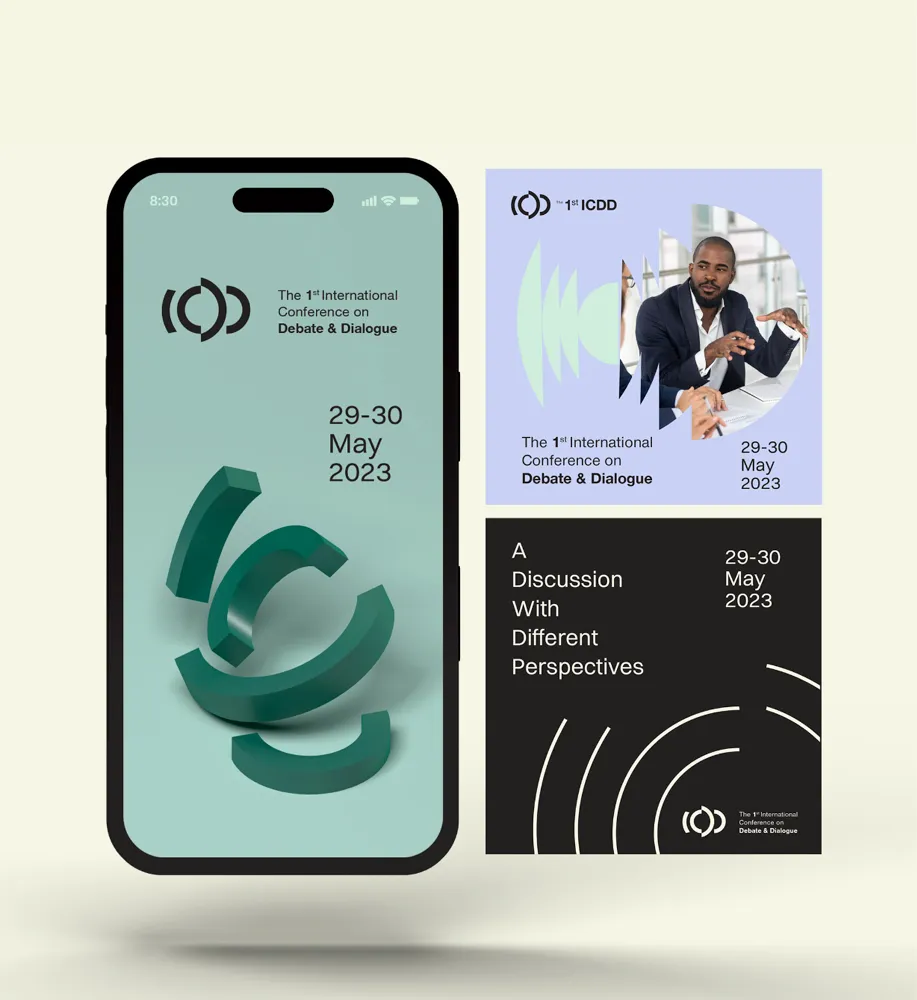 8:30
The 1st International
Conference on
Debate & Dialogue
29-30
May
2023
The 1st ICDD
The 1st International
Conference on
Debate & Dialogue
29-30
May
2023
A
Discussion
With
Different
Perspectives
29-30
May
2023
The 1st International
Conference on
Debate & Dialogue